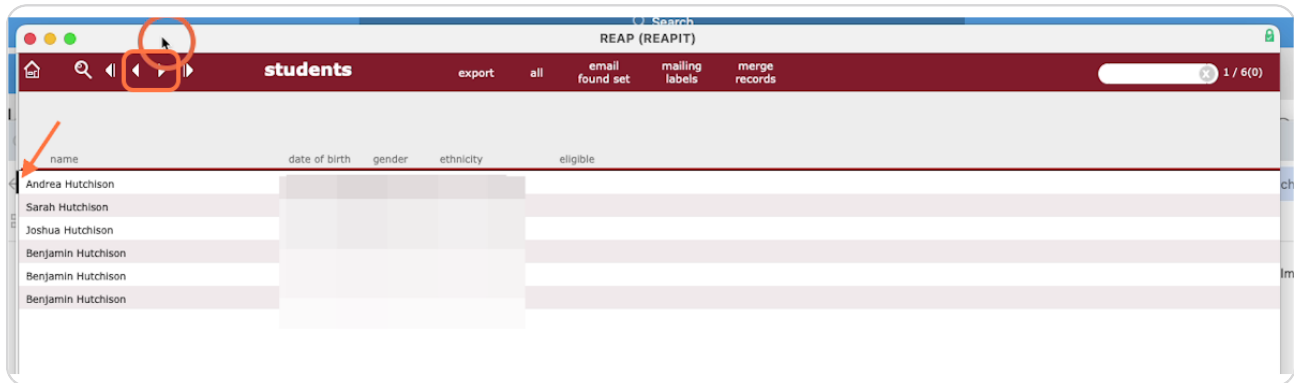 Search
REAP (REAPIT)
students export all email found set mailing labels merge records 1 / 6(0)
name date of birth gender ethnicity eligible
Andrea Hutchison
Sarah Hutchison
Joshua Hutchison
Benjamin Hutchison
Benjamin Hutchison
Benjamin Hutchison